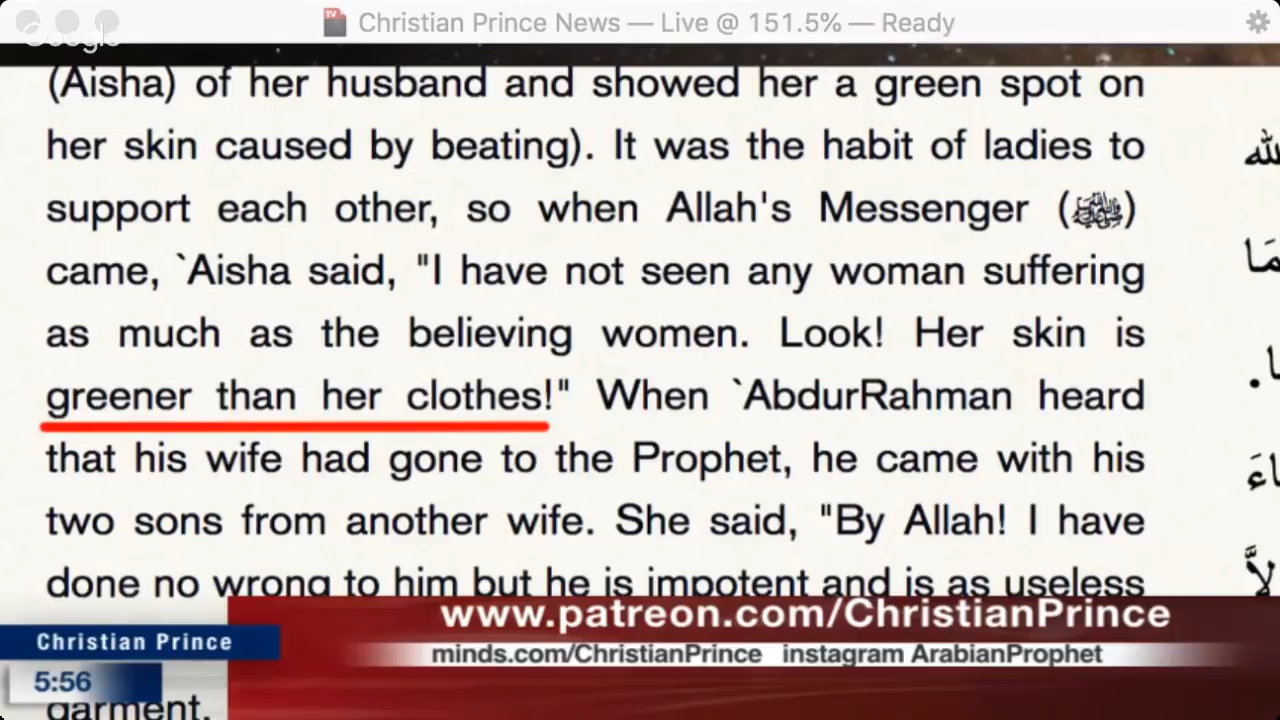 Christian Prince News — Live @ 151.5% — Ready
Google
(Aisha) of her husband and showed her a green spot on
her skin caused by beating). It was the habit of ladies to
support each other, so when Allah's Messenger (ﷺ)
came, `Aisha said, "I have not seen any woman suffering
as much as the believing women. Look! Her skin is
greener than her clothes!" When `AbdurRahman heard
that his wife had gone to the Prophet, he came with his
two sons from another wife. She said, "By Allah! I have
done no wrong to him but he is impotent and is as useless
garment.
www.patreon.com/ChristianPrince
Christian Prince
minds.com/ChristianPrince instagram ArabianProphet
5:56